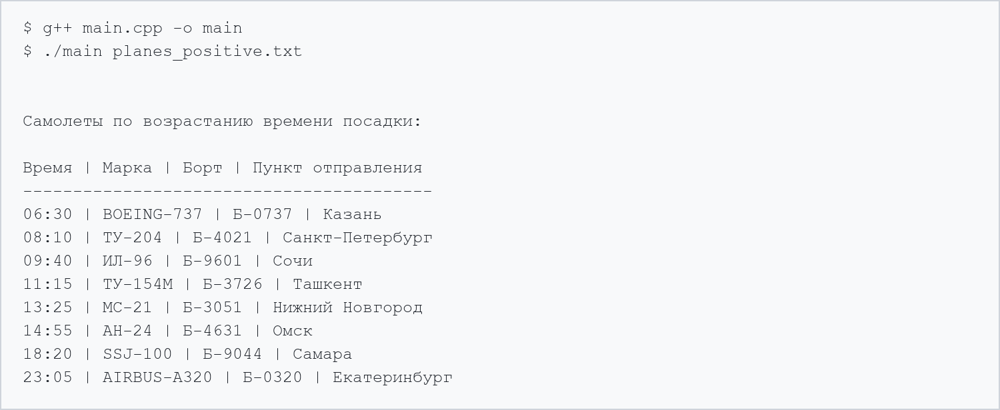 $ g++ main.cpp -o main
$ ./main planes_positive.txt
Самолеты по возрастанию времени посадки:
Время | Марка | Борт | Пункт отправления
-----------------------------------------
06:30 | BOEING-737 | Б-0737 | Казань
08:10 | ТУ-204 | Б-4021 | Санкт-Петербург
09:40 | ИЛ-96 | Б-9601 | Сочи
11:15 | ТУ-154М | Б-3726 | Ташкент
13:25 | МС-21 | Б-3051 | Нижний Новгород
14:55 | АН-24 | Б-4631 | Омск
18:20 | SSJ-100 | Б-9044 | Самара
23:05 | AIRBUS-A320 | Б-0320 | Екатеринбург